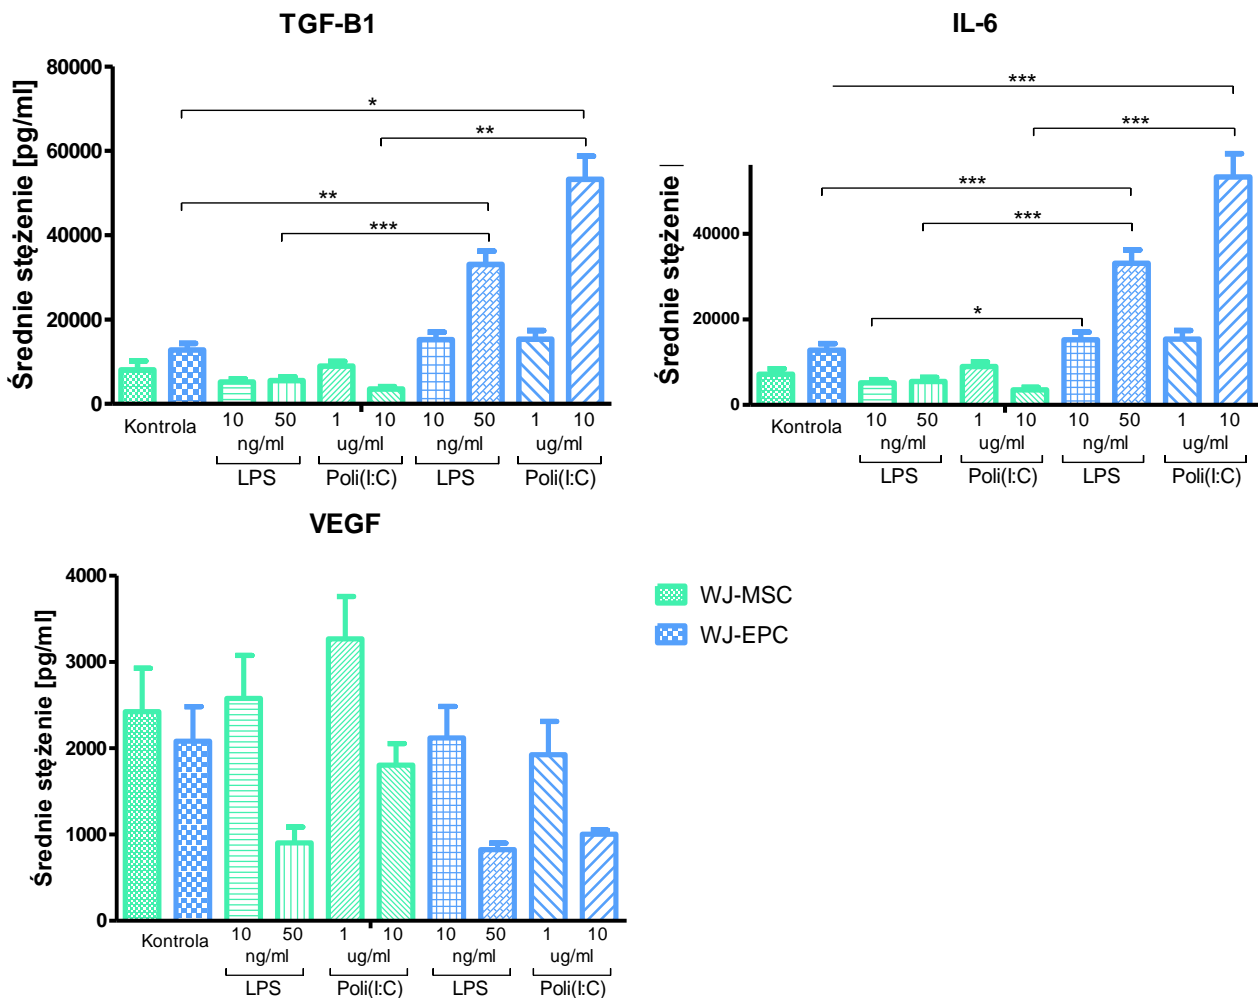 TGF-B1
Średnie stężenie [pg/ml]
80000
60000
40000
20000
0
*
**
**
***
Kontrola
10 50 1 10 10 50 1 10
ng/ml ug/ml ng/ml ug/ml
LPS Poli(I:C) LPS Poli(I:C)
IL-6
Średnie stężenie
40000
20000
0
***
***
***
***
*
Kontrola
10 50 1 10 10 50 1 10
ng/ml ug/ml ng/ml ug/ml
LPS Poli(I:C) LPS Poli(I:C)
VEGF
Średnie stężenie [pg/ml]
4000
3000
2000
1000
0
Kontrola
10 50 1 10 10 50 1 10
ng/ml ug/ml ng/ml ug/ml
LPS Poli(I:C) LPS Poli(I:C)
WJ-MSC
WJ-EPC